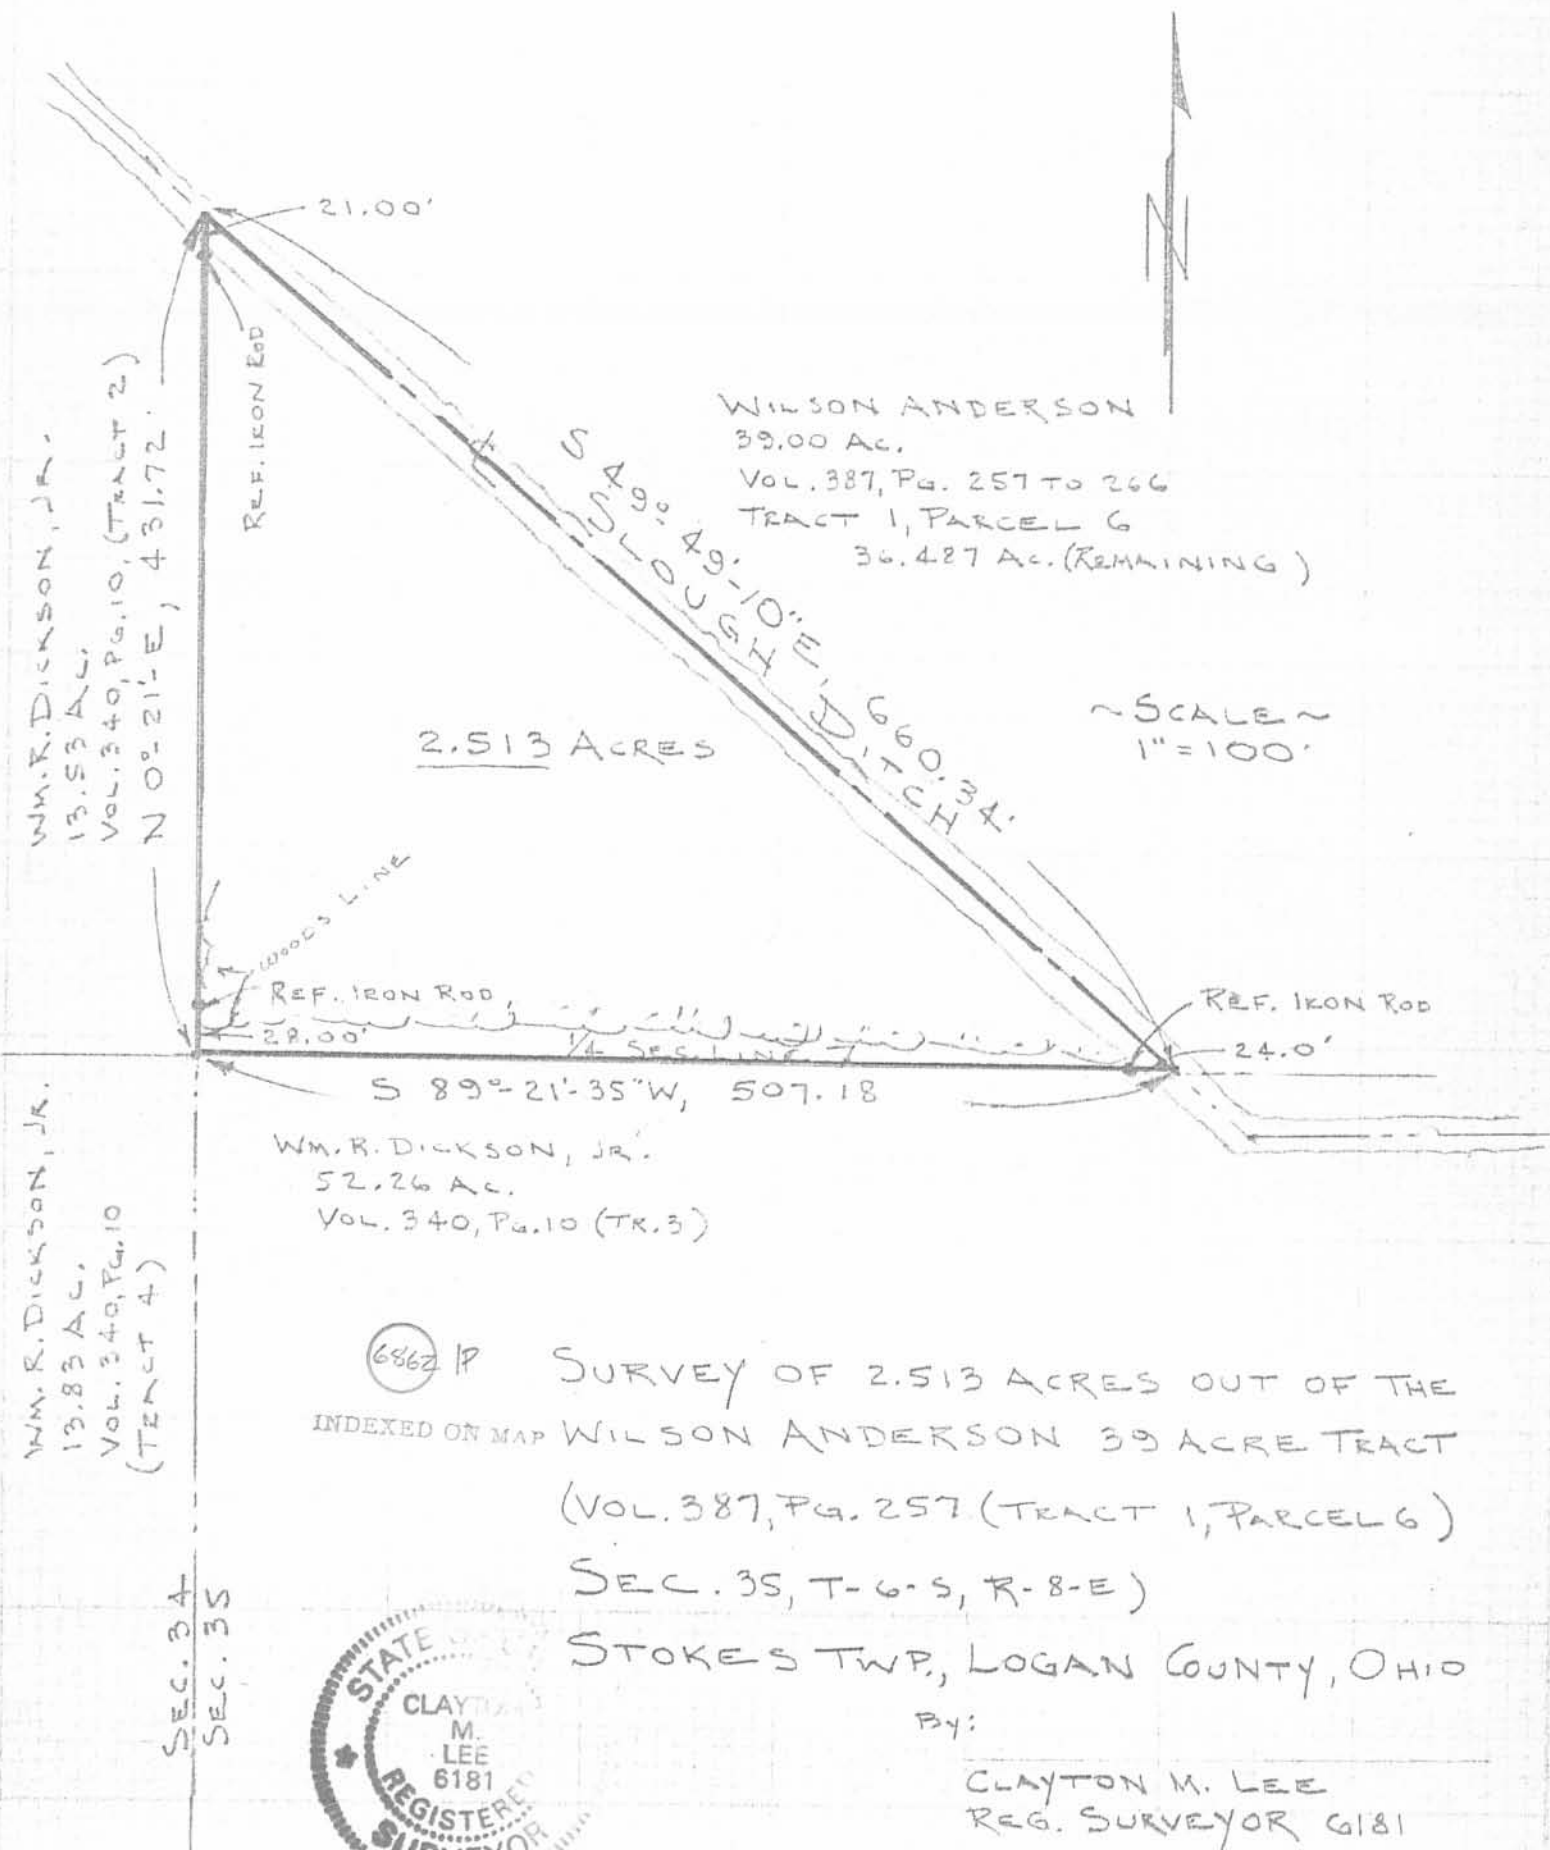 21.00'
N
REF. IRON ROD
WM. R. DICKSON, JR.
13.53 AC.
VOL. 340, PG. 10, (TRACT 2)
N 0°-21'-E, 431.72'
WILSON ANDERSON
39.00 AC.
VOL. 387, PG. 257 TO 266
TRACT 1, PARCEL 6
36.487 AC. (REMAINING)
S 49°-49'-10"E, 660.34'
SLOUGH DITCH
~SCALE~
1"=100'
2.513 ACRES
WOODS LINE
REF. IRON ROD
28.00'
1/4 SEC. LINE
REF. IRON ROD
24.0'
S 89°-21'-35"W, 507.18
WM. R. DICKSON, JR.
52.26 AC.
VOL. 340, PG. 10 (TR. 3)
WM. R. DICKSON, JR.
13.83 AC.
VOL. 340, PG. 10
(TRACT 4)
6862 IP
INDEXED ON MAP
SURVEY OF 2.513 ACRES OUT OF THE
WILSON ANDERSON 39 ACRE TRACT
(VOL. 387, PG. 257 (TRACT 1, PARCEL 6)
SEC. 35, T-6-S, R-8-E)
STOKES TWP., LOGAN COUNTY, OHIO
BY:
CLAYTON M. LEE
REG. SURVEYOR 6181
SEC. 34
SEC. 35
STATE
CLAYTON
M.
LEE
6181
REGISTERED
SURVEYOR